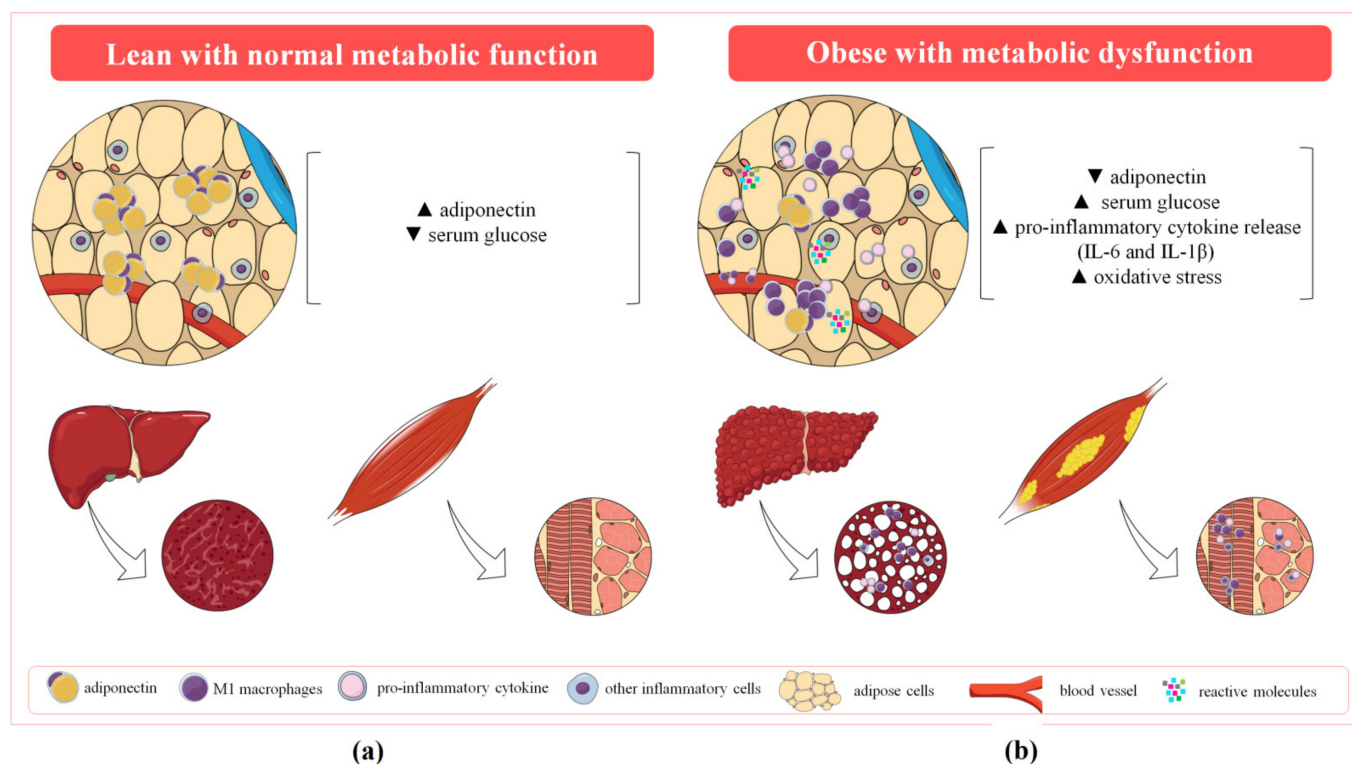 Lean with normal metabolic function
Obese with metabolic dysfunction
▲ adiponectin
▼ serum glucose
▼ adiponectin
▲ serum glucose
▲ pro-inflammatory cytokine release
(IL-6 and IL-1β)
▲ oxidative stress
adiponectin
M1 macrophages
pro-inflammatory cytokine
other inflammatory cells
adipose cells
blood vessel
reactive molecules
(a)
(b)